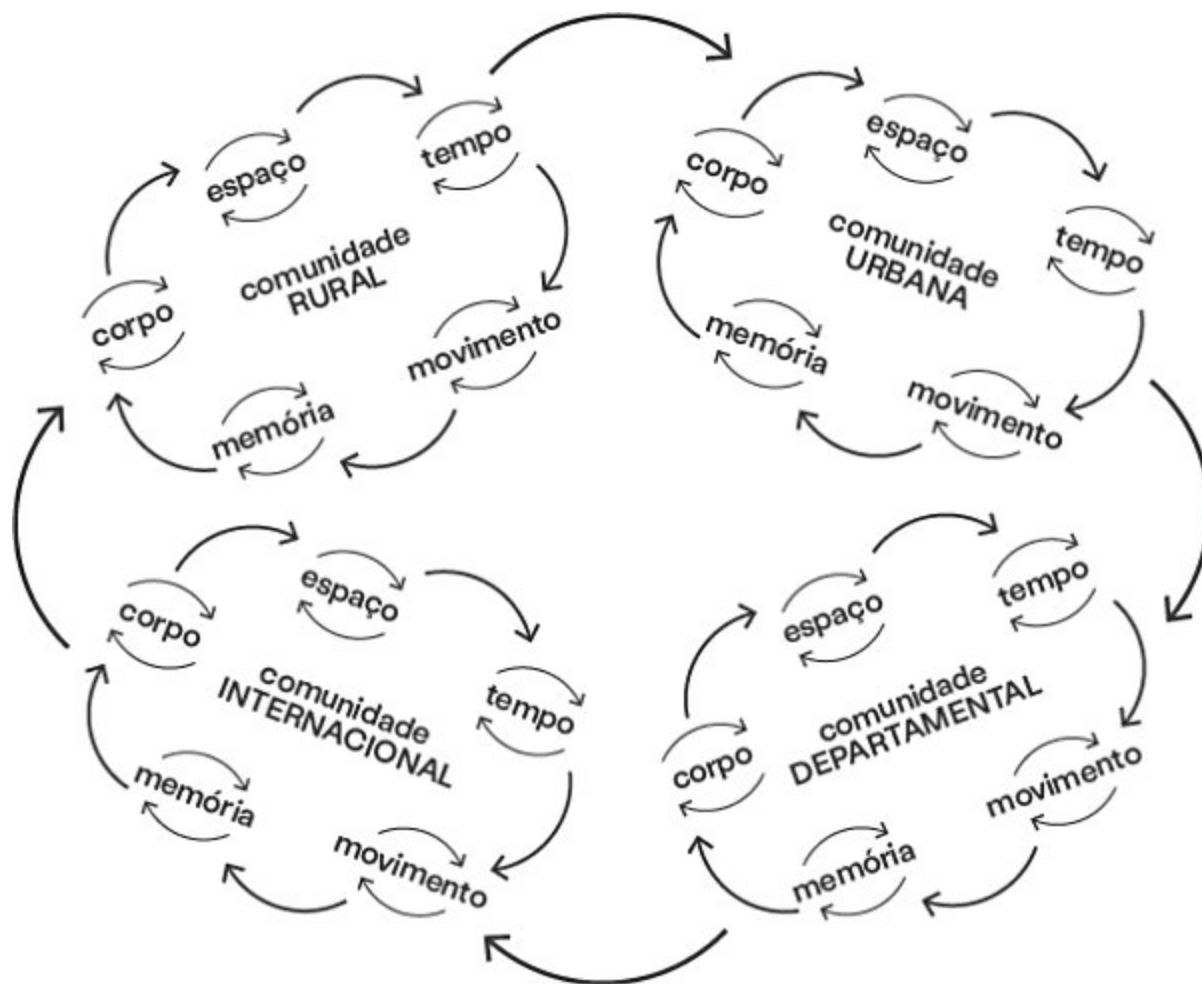 espaço
tempo
corpo
comunidade
RURAL
movimento
memória
espaço
corpo
tempo
comunidade
URBANA
memória
movimento
espaço
corpo
tempo
comunidade
INTERNACIONAL
memória
movimento
tempo
espaço
corpo
comunidade
DEPARTAMENTAL
movimento
memória